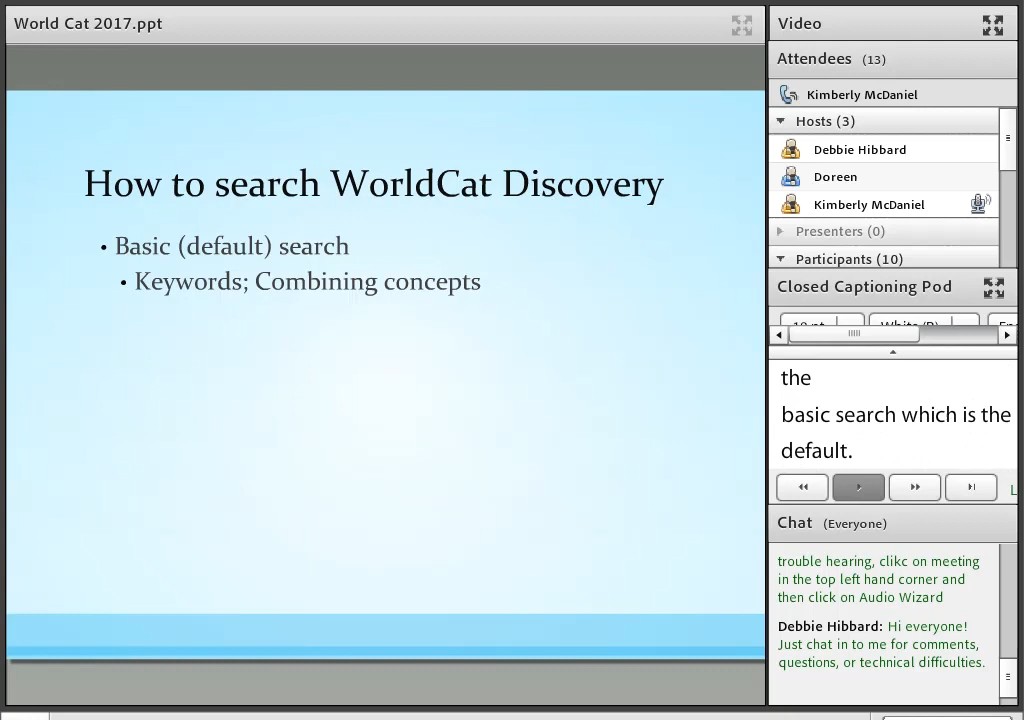 World Cat 2017.ppt
How to search WorldCat Discovery
• Basic (default) search
• Keywords; Combining concepts
Video
Attendees (13)
Kimberly McDaniel
Hosts (3)
Debbie Hibbard
Doreen
Kimberly McDaniel
Presenters (0)
Participants (10)
Closed Captioning Pod
the
basic search which is the
default.
Chat (Everyone)
trouble hearing, clikc on meeting
in the top left hand corner and
then click on Audio Wizard
Debbie Hibbard: Hi everyone!
Just chat in to me for comments,
questions, or technical difficulties.